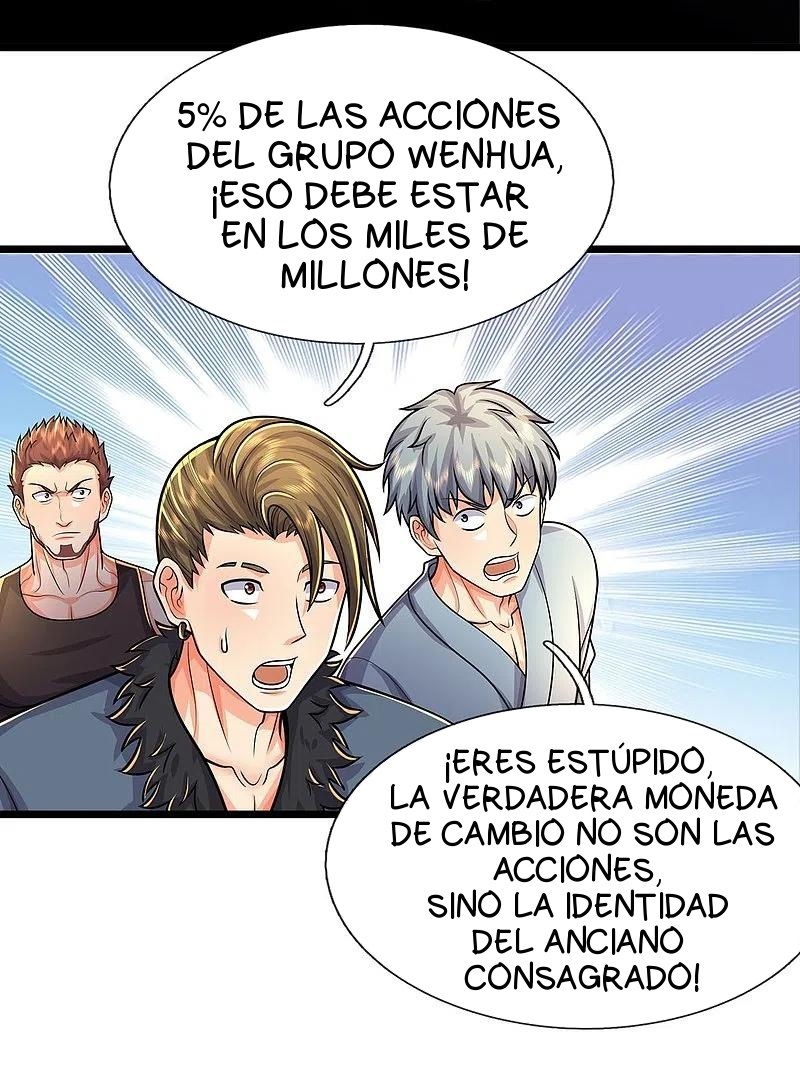 5% DE LAS ACCIONES
DEL GRUPO WENHUA,
¡ESO DEBE ESTAR
EN LOS MILES DE
MILLONES!
¡ERES ESTÚPIDO,
LA VERDADERA MONEDA
DE CAMBIO NO SON LAS
ACCIONES,
SINO LA IDENTIDAD
DEL ANCIANO
CONSAGRADO!